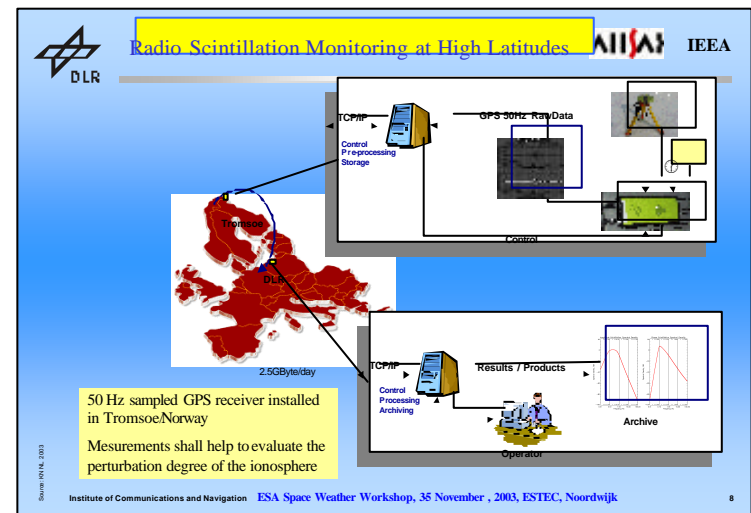 Radio Scintillation Monitoring at High Latitudes
IEEA
DLR
TCP/IP
GPS 50Hz RawData
Control
Pre-processing
Storage
Control
Tromsoe
DLR
2.5GByte/day
TCP/IP
Results / Products
Control
Processing
Archiving
Archive
Operator
50 Hz sampled GPS receiver installed
in Tromsoe/Norway
Mesurements shall help to evaluate the
perturbation degree of the ionosphere
Source: KN NL, 2003
Institute of Communications and Navigation ESA Space Weather Workshop, 35 November , 2003, ESTEC, Noordwijk 8